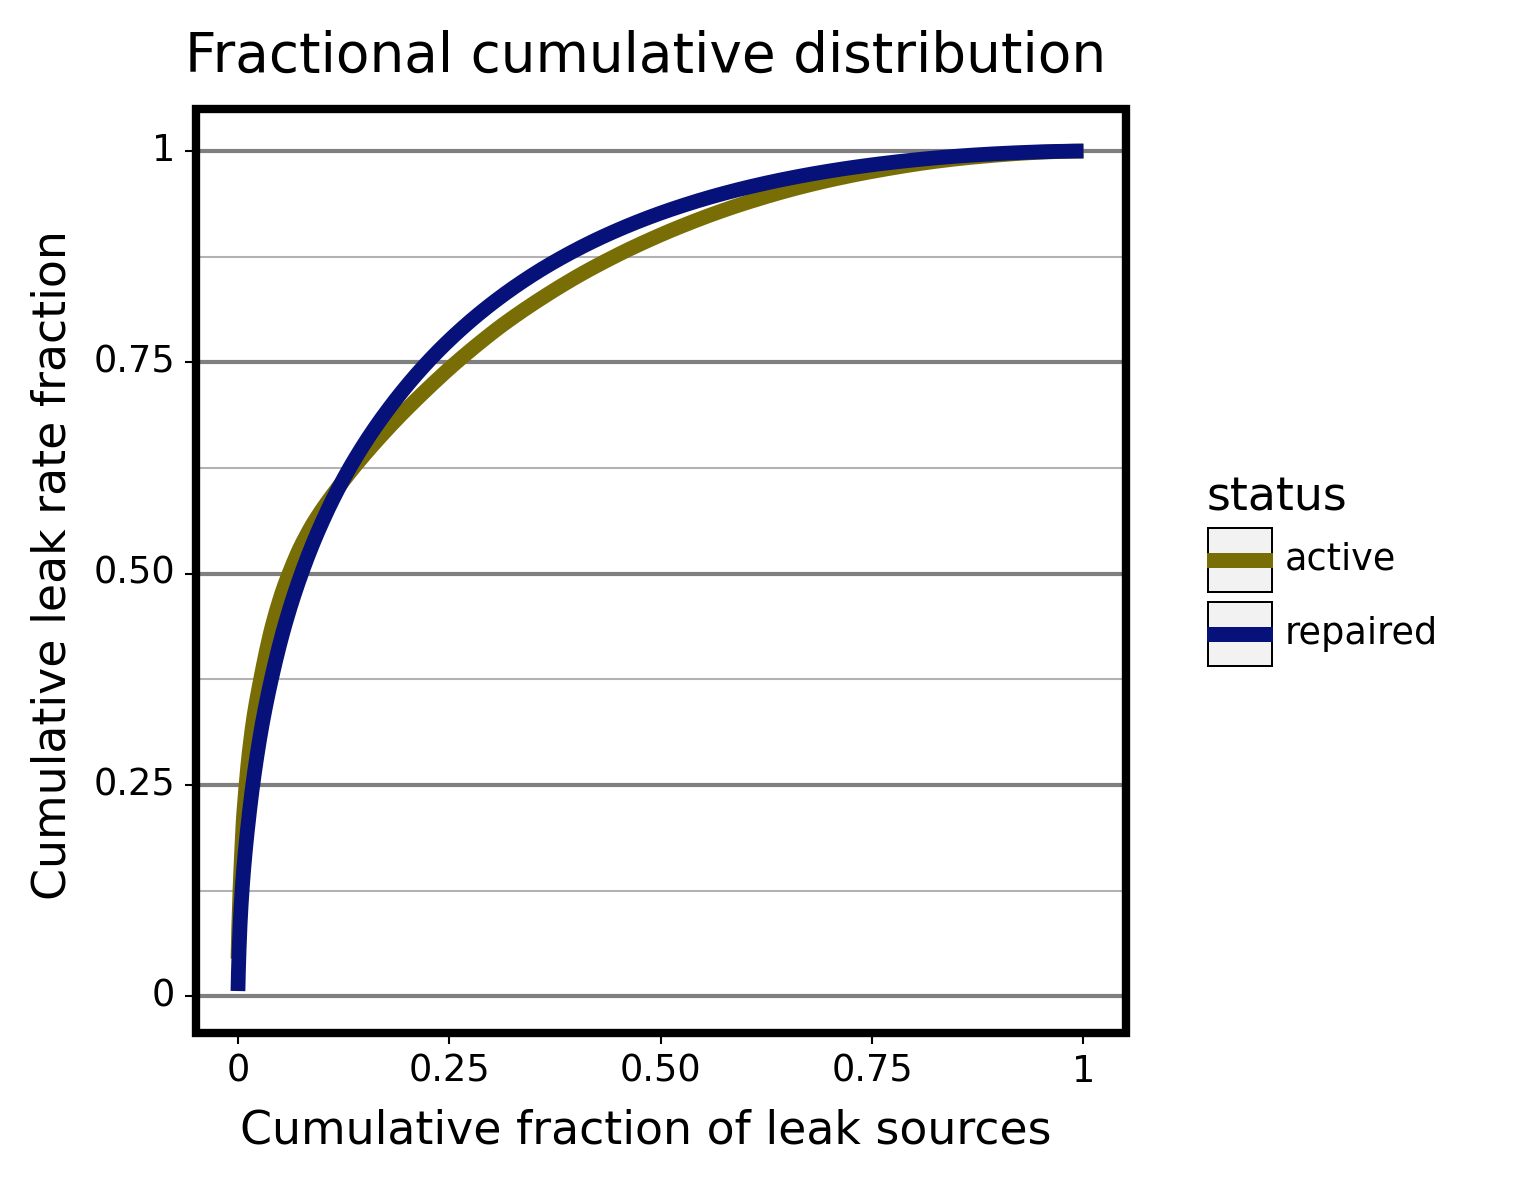 Fractional cumulative distribution
Cumulative leak rate fraction
1
0.75
0.50
0.25
0
0 0.25 0.50 0.75 1
Cumulative fraction of leak sources
status
active
repaired